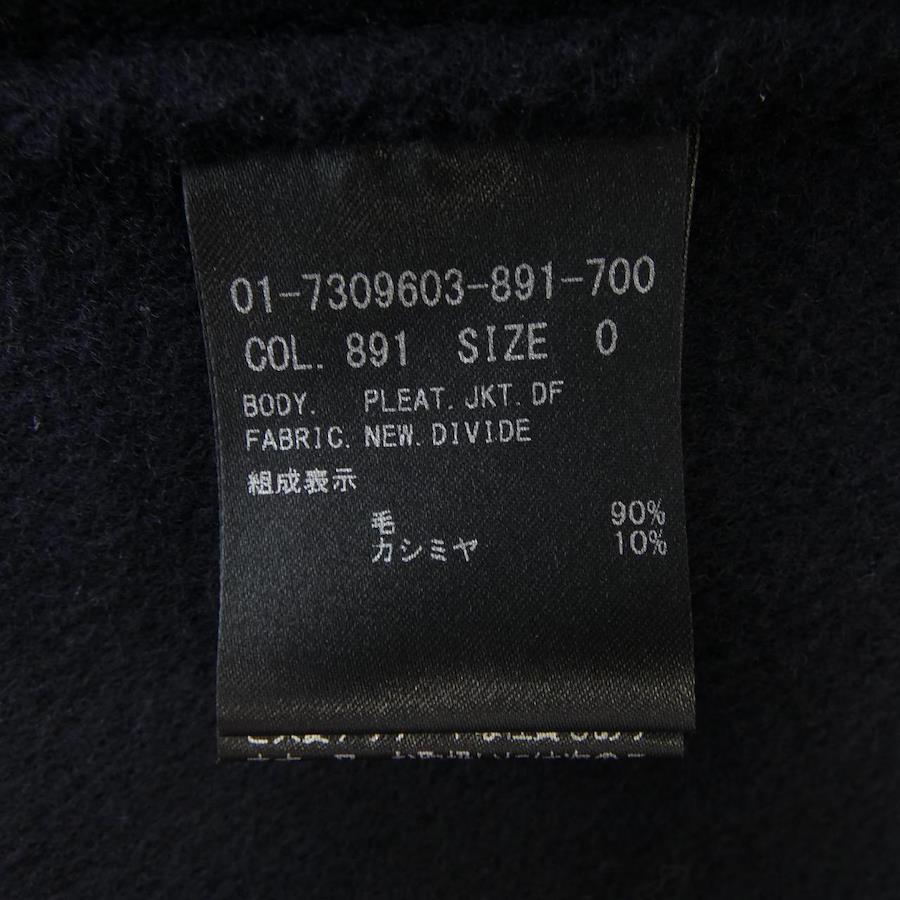 01-7309603-891-700
COL. 891 SIZE 0
BODY. PLEAT. JKT. DF
FABRIC. NEW. DIVIDE
組成表示
毛 90%
カシミヤ 10%